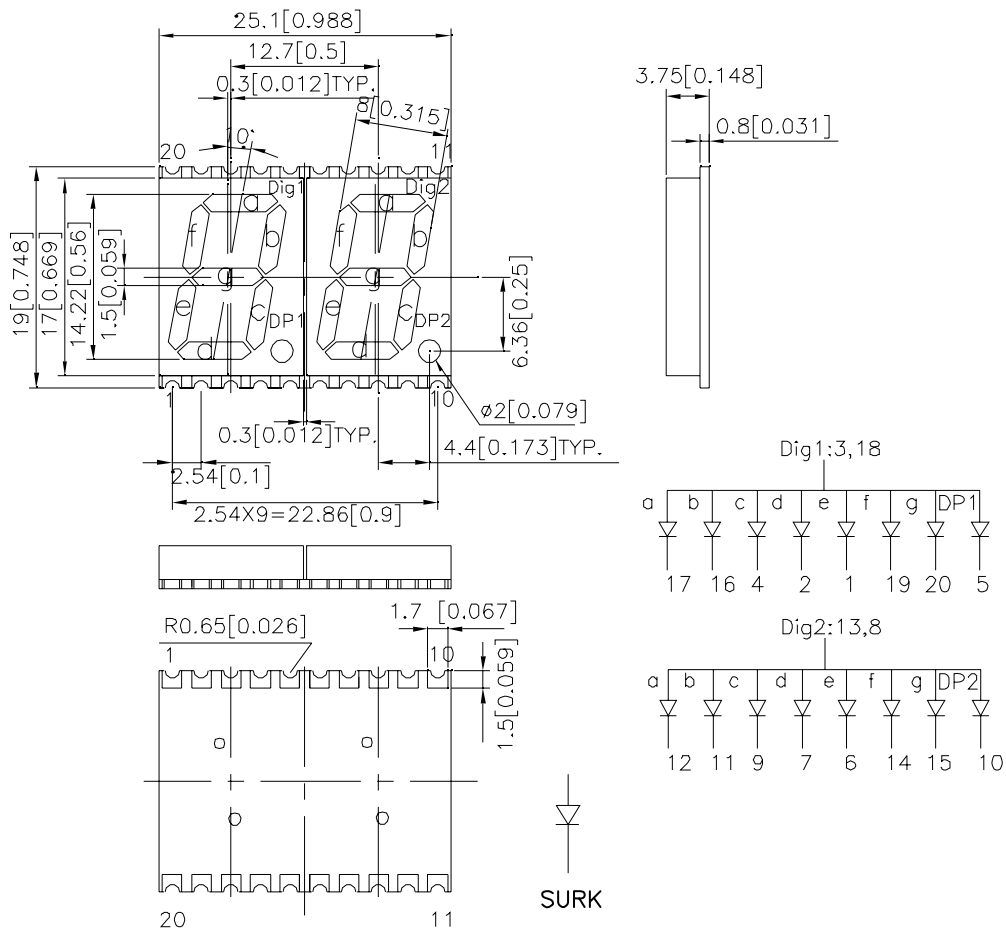 25.1[0.988]
12.7[0.5]
0.3[0.012]TYP.
8[0.315]
10°
20
11
Dig1
Dig2
a
a
f
b
f
b
g
g
e
c
e
c
DP1
DP2
d
d
1
10
19[0.748]
17[0.669]
14.22[0.56]
1.5[0.059]
6.36[0.25]
ø2[0.079]
0.3[0.012]TYP.
4.4[0.173]TYP.
2.54[0.1]
2.54X9=22.86[0.9]
3.75[0.148]
0.8[0.031]
Dig1:3,18
a b c d e f g DP1
17 16 4 2 1 19 20 5
Dig2:13,8
a b c d e f g DP2
12 11 9 7 6 14 15 10
R0.65[0.026]
1.7 [0.067]
1
10
1.5[0.059]
20
11
SURK